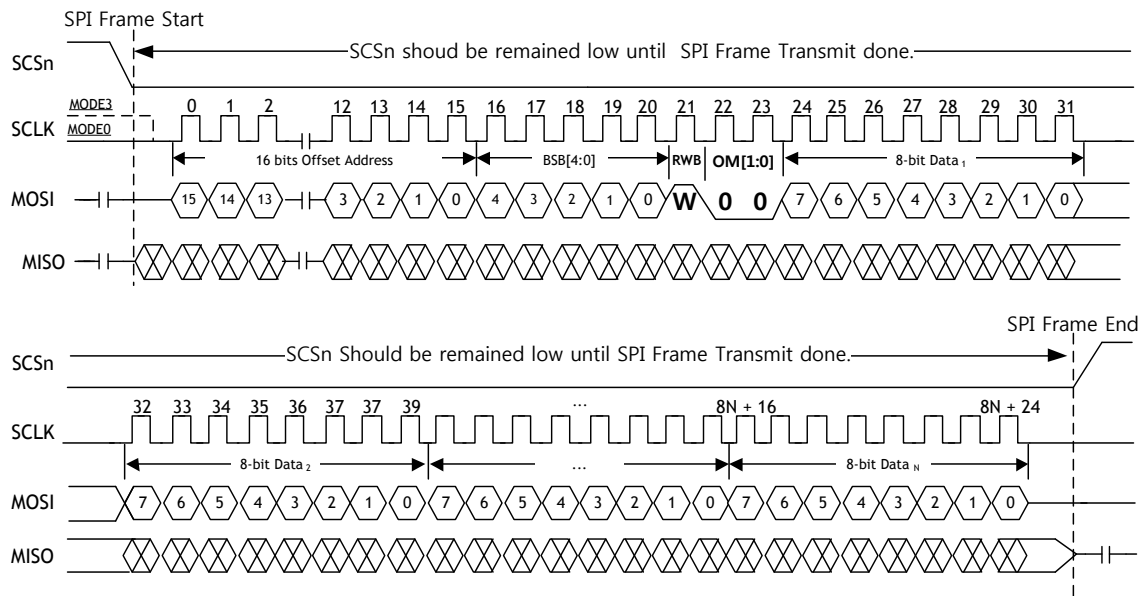 SPI Frame Start
SCSn shoud be remained low until SPI Frame Transmit done.
SCSn
MODE3
MODE0
SCLK
0 1 2 12 13 14 15 16 17 18 19 20 21 22 23 24 25 26 27 28 29 30 31
16 bits Offset Address BSB[4:0] RWB OM[1:0] 8-bit Data 1
MOSI
15 14 13 3 2 1 0 4 3 2 1 0 W 0 0 7 6 5 4 3 2 1 0
MISO
SPI Frame End
SCSn Should be remained low until SPI Frame Transmit done.
SCSn
32 33 34 35 36 37 37 39 ... 8N + 16 8N + 24
SCLK
8-bit Data 2 ... 8-bit Data N
MOSI
7 6 5 4 3 2 1 0 7 6 5 4 3 2 1 0 7 6 5 4 3 2 1 0
MISO